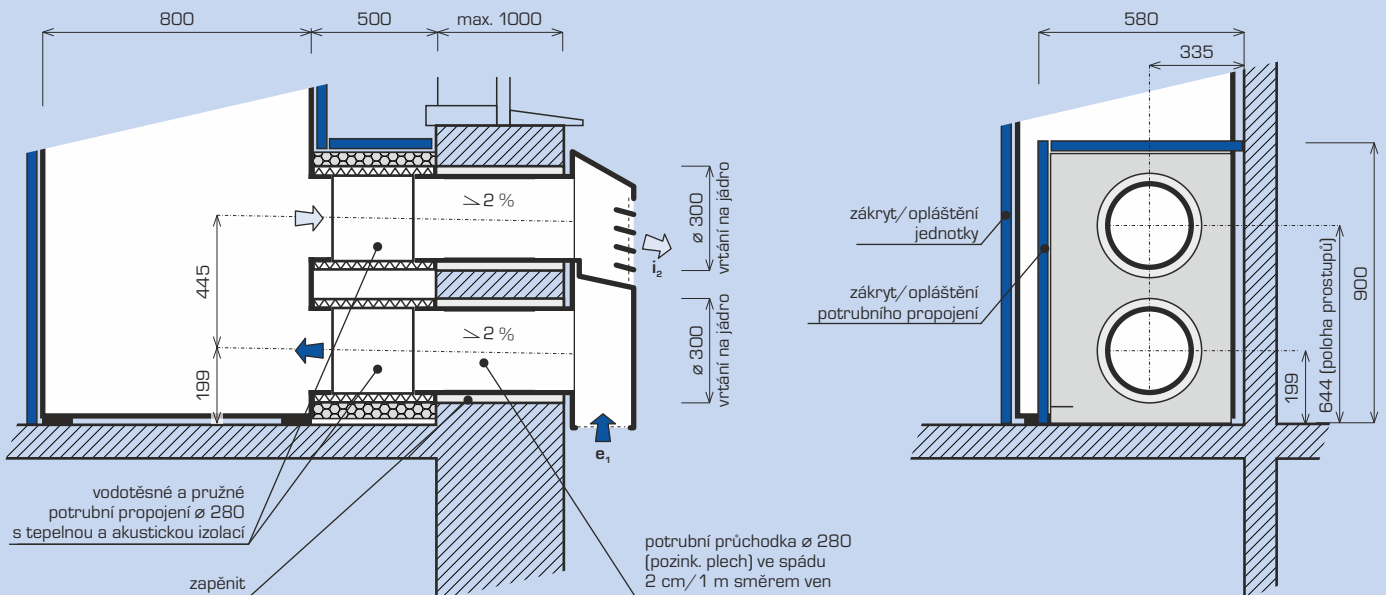 800
500
max. 1000
580
335
2 %
2 %
445
199
ø 300
vrtání na jádro
ø 300
vrtání na jádro
i₂
e₁
zákryt/opláštění
jednotky
zákryt/opláštění
potrubního propojení
199
644 (poloha prostupů)
900
vodotěsné a pružné
potrubní propojení ø 280
s tepelnou a akustickou izolací
zapěnit
potrubní průchodka ø 280
(pozink. plech) ve spádu
2 cm/1 m směrem ven